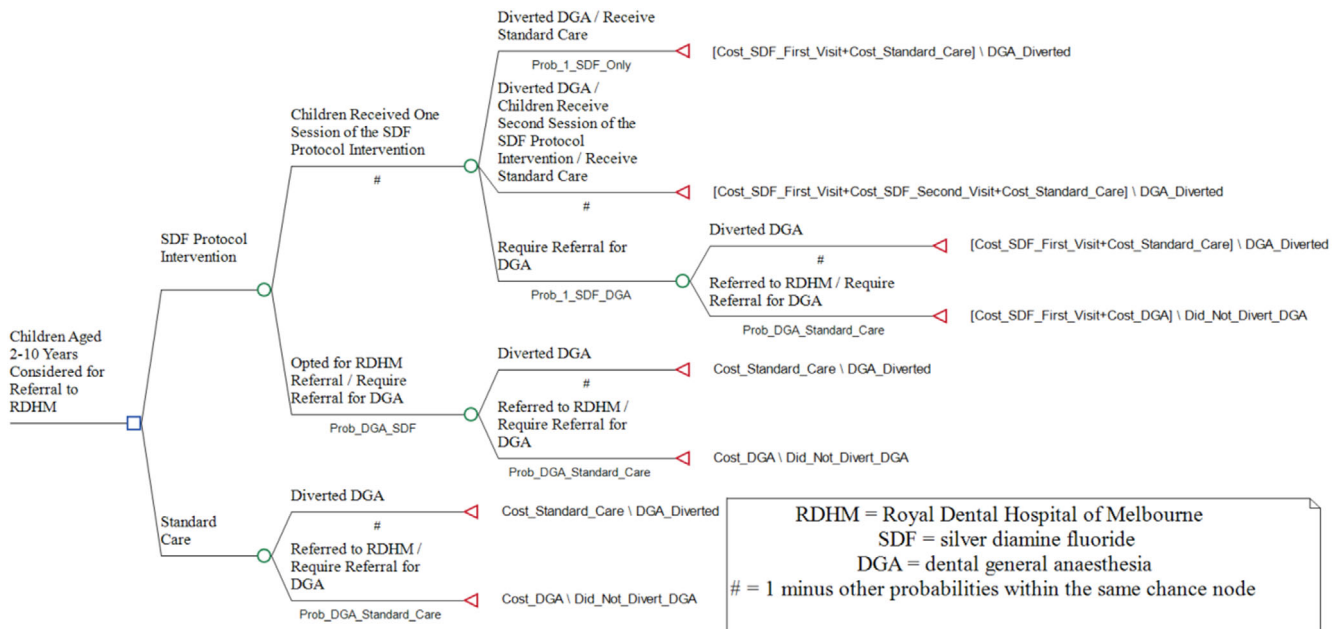 Diverted DGA / Receive
Standard Care
Prob_1_SDF_Only
[Cost_SDF_First_Visit+Cost_Standard_Care] \ DGA_Diverted
Diverted DGA /
Children Receive
Second Session of the
SDF Protocol
Intervention / Receive
Standard Care
#
[Cost_SDF_First_Visit+Cost_SDF_Second_Visit+Cost_Standard_Care] \ DGA_Diverted
Children Received One
Session of the SDF
Protocol Intervention
#
Require Referral for
DGA
Prob_1_SDF_DGA
Diverted DGA
#
[Cost_SDF_First_Visit+Cost_Standard_Care] \ DGA_Diverted
Referred to RDHM / Require
Referral for DGA
Prob_DGA_Standard_Care
[Cost_SDF_First_Visit+Cost_DGA] \ Did_Not_Divert_DGA
SDF Protocol
Intervention
Children Aged
2-10 Years
Considered for
Referral to
RDHM
Opted for RDHM
Referral / Require
Referral for DGA
Prob_DGA_SDF
Diverted DGA
#
Cost_Standard_Care \ DGA_Diverted
Referred to RDHM /
Require Referral for
DGA
Prob_DGA_Standard_Care
Cost_DGA \ Did_Not_Divert_DGA
Standard
Care
Diverted DGA
#
Cost_Standard_Care \ DGA_Diverted
Referred to RDHM /
Require Referral for
DGA
Prob_DGA_Standard_Care
Cost_DGA \ Did_Not_Divert_DGA
RDHM = Royal Dental Hospital of Melbourne
SDF = silver diamine fluoride
DGA = dental general anaesthesia
# = 1 minus other probabilities within the same chance node